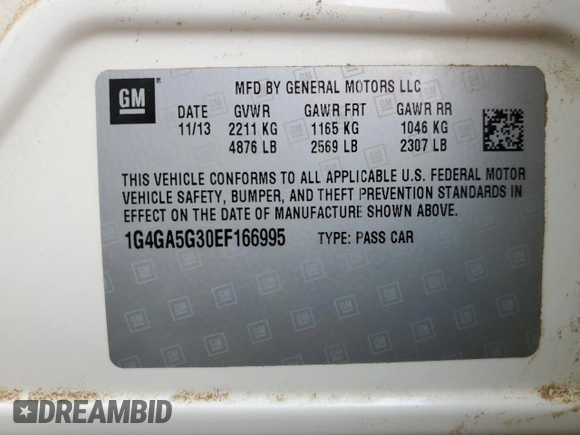 GM
MFD BY GENERAL MOTORS LLC
DATE GVWR GAWR FRT GAWR RR
11/13 2211 KG 1165 KG 1046 KG
4876 LB 2569 LB 2307 LB
THIS VEHICLE CONFORMS TO ALL APPLICABLE U.S. FEDERAL MOTOR
VEHICLE SAFETY, BUMPER, AND THEFT PREVENTION STANDARDS IN
EFFECT ON THE DATE OF MANUFACTURE SHOWN ABOVE.
1G4GA5G30EF166995 TYPE: PASS CAR
DREAMBID